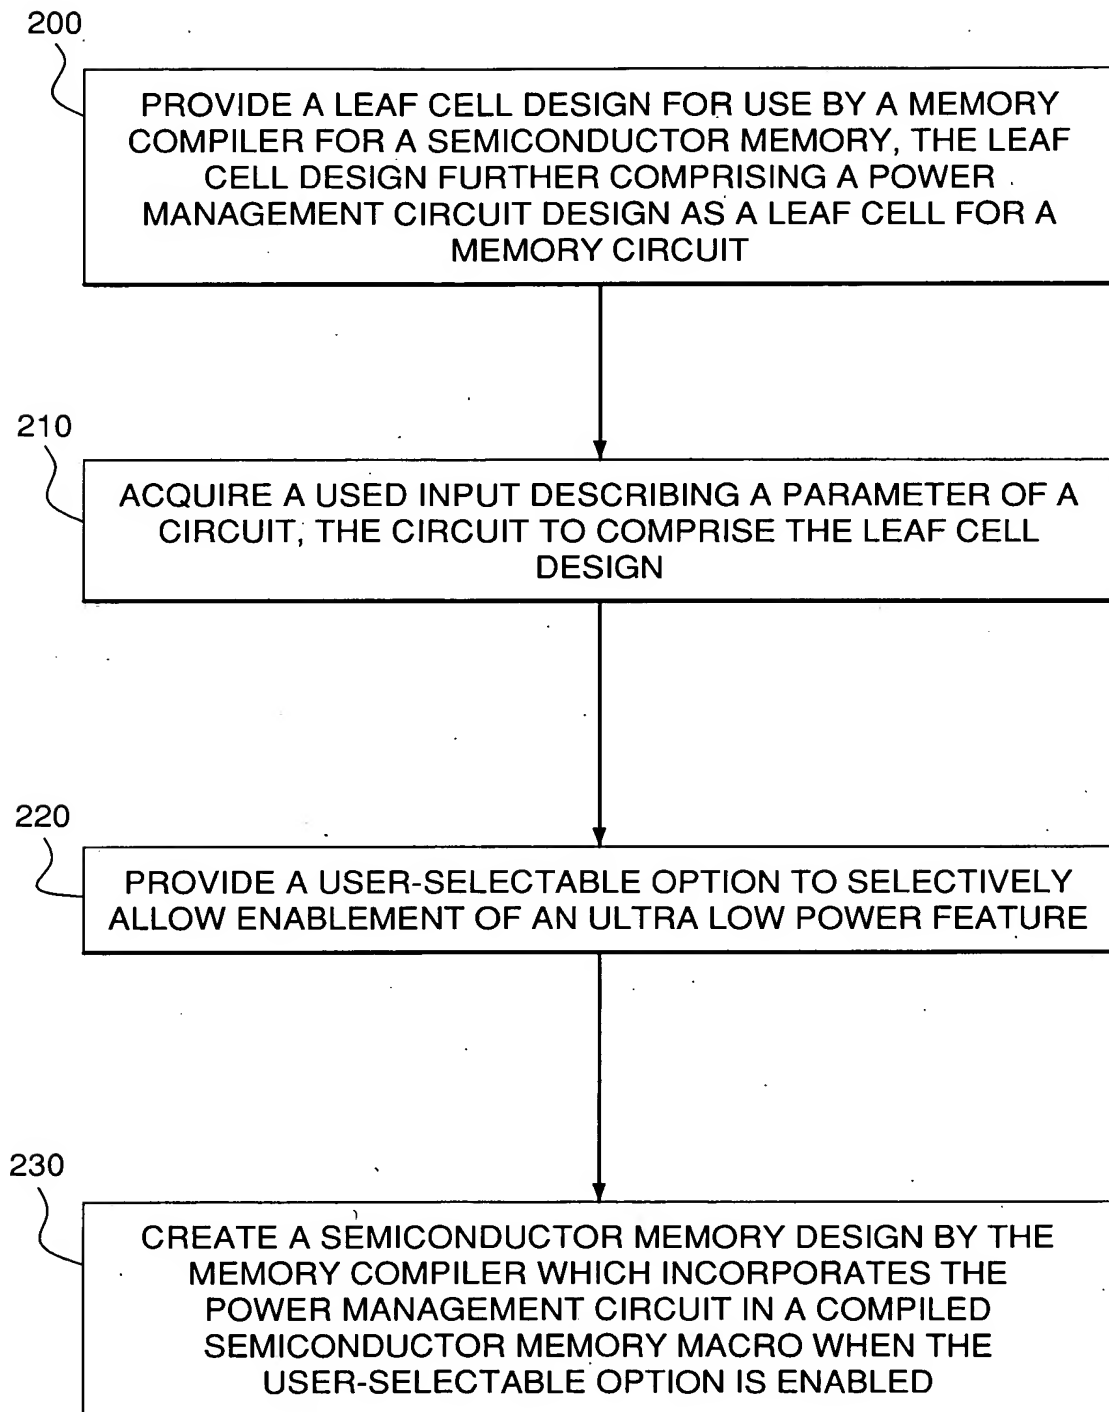 200
PROVIDE A LEAF CELL DESIGN FOR USE BY A MEMORY
COMPILER FOR A SEMICONDUCTOR MEMORY, THE LEAF
CELL DESIGN FURTHER COMPRISING A POWER
MANAGEMENT CIRCUIT DESIGN AS A LEAF CELL FOR A
MEMORY CIRCUIT
210
ACQUIRE A USED INPUT DESCRIBING A PARAMETER OF A
CIRCUIT, THE CIRCUIT TO COMPRISE THE LEAF CELL
DESIGN
220
PROVIDE A USER-SELECTABLE OPTION TO SELECTIVELY
ALLOW ENABLEMENT OF AN ULTRA LOW POWER FEATURE
230
CREATE A SEMICONDUCTOR MEMORY DESIGN BY THE
MEMORY COMPILER WHICH INCORPORATES THE
POWER MANAGEMENT CIRCUIT IN A COMPILED
SEMICONDUCTOR MEMORY MACRO WHEN THE
USER-SELECTABLE OPTION IS ENABLED